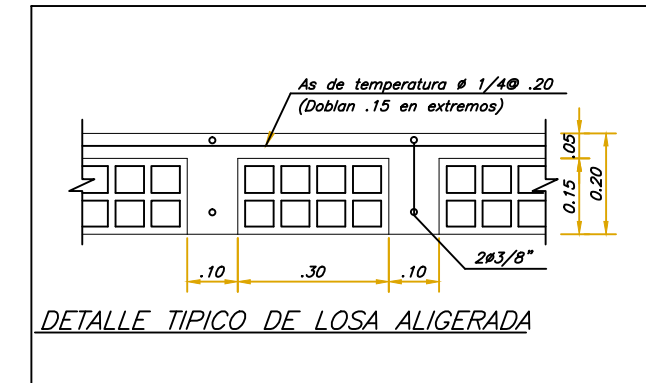 As de temperatura ø 1/4@ .20
(Doblan .15 en extremos)
.05
0.15
0.20
2ø3/8"
.10
.30
.10
DETALLE TIPICO DE LOSA ALIGERADA